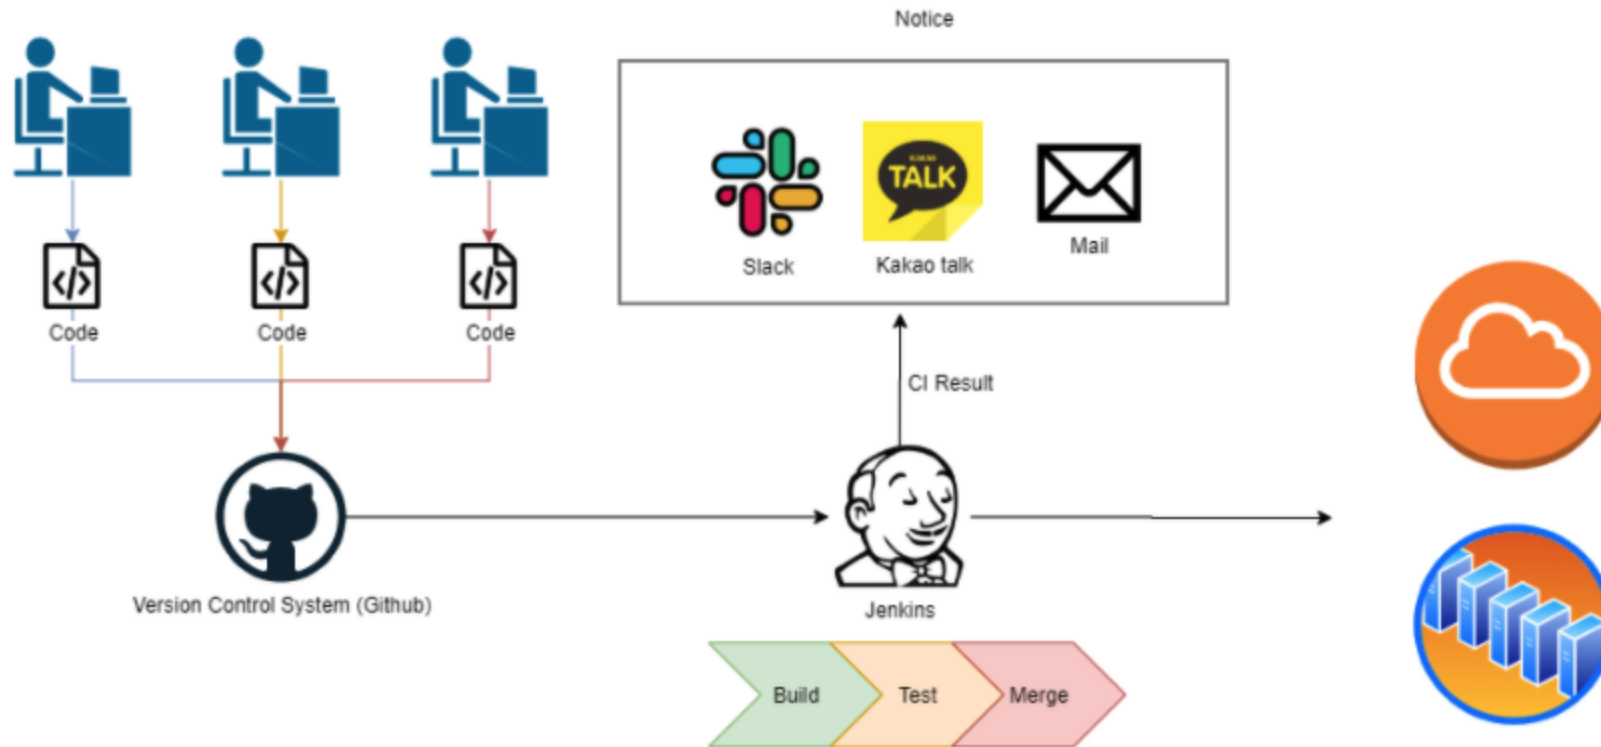 Notice
KAKAO
TALK
Slack
Kakao talk
Mail
Code
Code
Code
CI Result
Version Control System (Github)
Jenkins
Build
Test
Merge